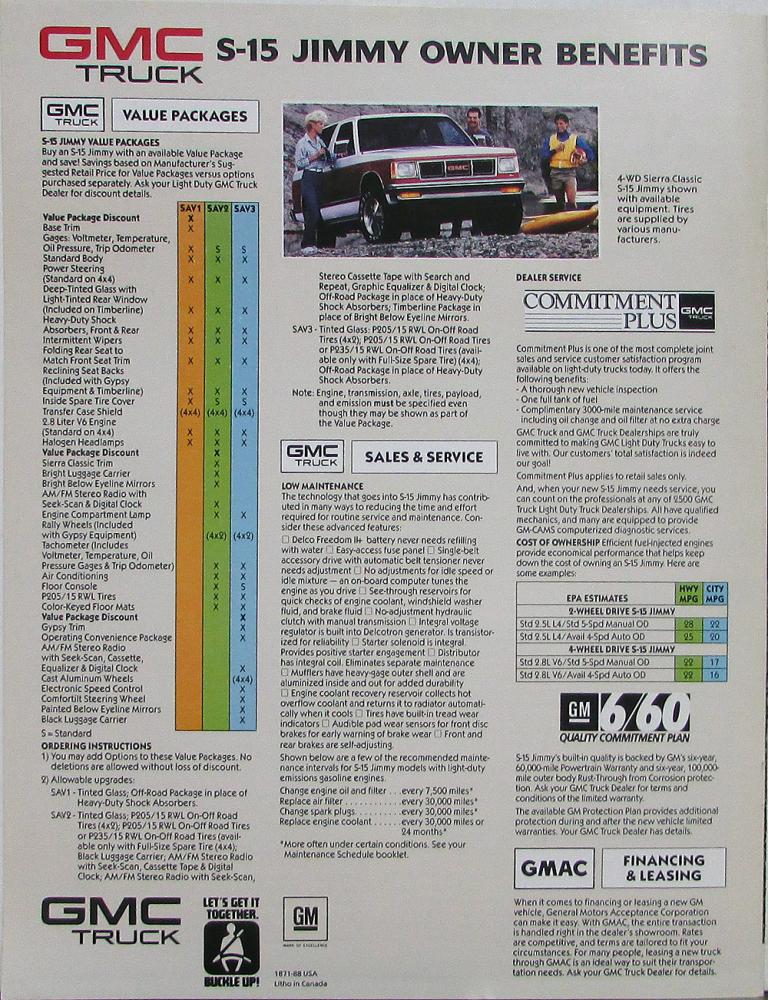 GMC
TRUCK
S-15 JIMMY OWNER BENEFITS
GMC
TRUCK
VALUE PACKAGES
S-15 JIMMY VALUE PACKAGES
Buy an S-15 Jimmy with an available Value Package
and save! Savings based on Manufacturer's Sug-
gested Retail Price for Value Packages versus options
purchased separately. Ask your Light Duty GMC Truck
Dealer for discount details.
SAV1 SAV2 SAV3
Value Package Discount X
Base Trim X
Gages: Voltmeter, Temperature,
Oil Pressure, Trip Odometer X S S
Standard Body X X X
Power Steering
(Standard on 4x4) X X X
Deep-Tinted Glass with
Light-Tinted Rear Window
(Included on Timberline) X X X
Heavy-Duty Shock
Absorbers, Front & Rear X X X
Intermittent Wipers X X X
Folding Rear Seat to
Match Front Seat Trim X X X
Reclining Seat Backs
(Included with Gypsy
Equipment & Timberline) X X X
Inside Spare Tire Cover X S S
Transfer Case Shield (4x4) (4x4) (4x4)
2.8 Liter V6 Engine
(Standard on 4x4) X X X
Halogen Headlamps X X X
Value Package Discount X
Sierra Classic Trim X
Bright Luggage Carrier X
Bright Below Eyeline Mirrors X
AM/FM Stereo Radio with
Seek-Scan & Digital Clock X
Engine Compartment Lamp X X
Rally Wheels (Included
with Gypsy Equipment) (4x2) (4x2)
Tachometer (Includes
Voltmeter, Temperature, Oil
Pressure Gages & Trip Odometer) X X
Air Conditioning X X
Floor Console X S
P205/15 RWL Tires X X
Color-Keyed Floor Mats X X
Value Package Discount X
Gypsy Trim X
Operating Convenience Package X
AM/FM Stereo Radio
with Seek-Scan, Cassette,
Equalizer & Digital Clock X
Cast Aluminum Wheels (4x4)
Electronic Speed Control X
Comfortilt Steering Wheel X
Painted Below Eyeline Mirrors X
Black Luggage Carrier X
S = Standard
ORDERING INSTRUCTIONS
1) You may add Options to these Value Packages. No
deletions are allowed without loss of discount.
2) Allowable upgrades:
SAV1 - Tinted Glass; Off-Road Package in place of
Heavy-Duty Shock Absorbers.
SAV2 - Tinted Glass; P205/15 RWL On-Off Road
Tires (4x2); P205/15 RWL On-Off Road Tires
or P235/15 RWL On-Off Road Tires (avail-
able only with Full-Size Spare Tire) (4x4);
Black Luggage Carrier; AM/FM Stereo Radio
with Seek-Scan, Cassette Tape & Digital
Clock; AM/FM Stereo Radio with Seek-Scan,
GMC
TRUCK
LET'S GET IT
TOGETHER.
BUCKLE UP!
GMC
4-WD Sierra Classic
S-15 Jimmy shown
with available
equipment. Tires
are supplied by
various manu-
facturers.
Stereo Cassette Tape with Search and
Repeat, Graphic Equalizer & Digital Clock;
Off-Road Package in place of Heavy-Duty
Shock Absorbers; Timberline Package in
place of Bright Below Eyeline Mirrors.
SAV3 - Tinted Glass: P205/15 RWL On-Off Road
Tires (4x2); P205/15 RWL On-Off Road Tires
or P235/15 RWL On-Off Road Tires (avail-
able only with Full-Size Spare Tire) (4x4);
Off-Road Package in place of Heavy-Duty
Shock Absorbers.
Note: Engine, transmission, axle, tires, payload,
and emission must be specified even
though they may be shown as part of
the Value Package.
GMC
TRUCK
SALES & SERVICE
LOW MAINTENANCE
The technology that goes into S-15 Jimmy has contrib-
uted in many ways to reducing the time and effort
required for routine service and maintenance. Con-
sider these advanced features:
□ Delco Freedom II+ battery never needs refilling
with water □ Easy-access fuse panel □ Single-belt
accessory drive with automatic belt tensioner never
needs adjustment □ No adjustments for idle speed or
idle mixture — an on-board computer tunes the
engine as you drive □ See-through reservoirs for
quick checks of engine coolant, windshield washer
fluid, and brake fluid □ No-adjustment hydraulic
clutch with manual transmission □ Integral voltage
regulator is built into Delcotron generator. Is transistor-
ized for reliability □ Starter solenoid is integral.
Provides positive starter engagement □ Distributor
has integral coil. Eliminates separate maintenance
□ Mufflers have heavy-gage outer shell and are
aluminized inside and out for added durability
□ Engine coolant recovery reservoir collects hot
overflow coolant and returns it to radiator automati-
cally when it cools □ Tires have built-in tread wear
indicators □ Audible pad wear sensors for front disc
brakes for early warning of brake wear □ Front and
rear brakes are self-adjusting.
Shown below are a few of the recommended mainte-
nance intervals for S-15 Jimmy models with light-duty
emissions gasoline engines.
Change engine oil and filter . . . . every 7,500 miles*
Replace air filter . . . . . . . . . . every 30,000 miles*
Change spark plugs. . . . . . . . every 30,000 miles*
Replace engine coolant . . . . . . every 30,000 miles or
24 months*
*More often under certain conditions. See your
Maintenance Schedule booklet.
GM
MARK OF EXCELLENCE
1871-88 USA
Litho in Canada
DEALER SERVICE
COMMITMENT
PLUS
GMC
TRUCK
Commitment Plus is one of the most complete joint
sales and service customer satisfaction program
available on light-duty trucks today. It offers the
following benefits:
- A thorough new vehicle inspection
- One full tank of fuel
- Complimentary 3000-mile maintenance service
including oil change and oil filter at no extra charge
GMC Truck and GMC Truck Dealerships are truly
committed to making GMC Light Duty Trucks easy to
live with. Our customers' total satisfaction is indeed
our goal!
Commitment Plus applies to retail sales only.
And, when your new S-15 Jimmy needs service, you
can count on the professionals at any of 2500 GMC
Truck Light Duty Truck Dealerships. All have qualified
mechanics, and many are equipped to provide
GM-CAMS computerized diagnostic services.
COST OF OWNERSHIP Efficient fuel-injected engines
provide economical performance that helps keep
down the cost of owning an S-15 Jimmy. Here are
some examples:
EPA ESTIMATES HWY MPG CITY MPG
2-WHEEL DRIVE S-15 JIMMY
Std 2.5L L4/Std 5-Spd Manual OD 28 22
Std 2.5L L4/Avail 4-Spd Auto OD 25 20
4-WHEEL DRIVE S-15 JIMMY
Std 2.8L V6/Std 5-Spd Manual OD 22 17
Std 2.8L V6/Avail 4-Spd Auto OD 22 16
GM 6/60
QUALITY COMMITMENT PLAN
S-15 Jimmy's built-in quality is backed by GM's six-year,
60,000-mile Powertrain Warranty and six-year, 100,000-
mile outer body Rust-Through from Corrosion protec-
tion. Ask your GMC Truck Dealer for terms and
conditions of the limited warranty.
The available GM Protection Plan provides additional
protection during and after the new vehicle limited
warranties. Your GMC Truck Dealer has details.
GMAC
FINANCING
& LEASING
When it comes to financing or leasing a new GM
vehicle, General Motors Acceptance Corporation
can make it easy. With GMAC, the entire transaction
is handled right in the dealer's showroom. Rates
are competitive, and terms are tailored to fit your
circumstances. For many people, leasing a new truck
through GMAC is an ideal way to suit their transpor-
tation needs. Ask your GMC Truck Dealer for details.